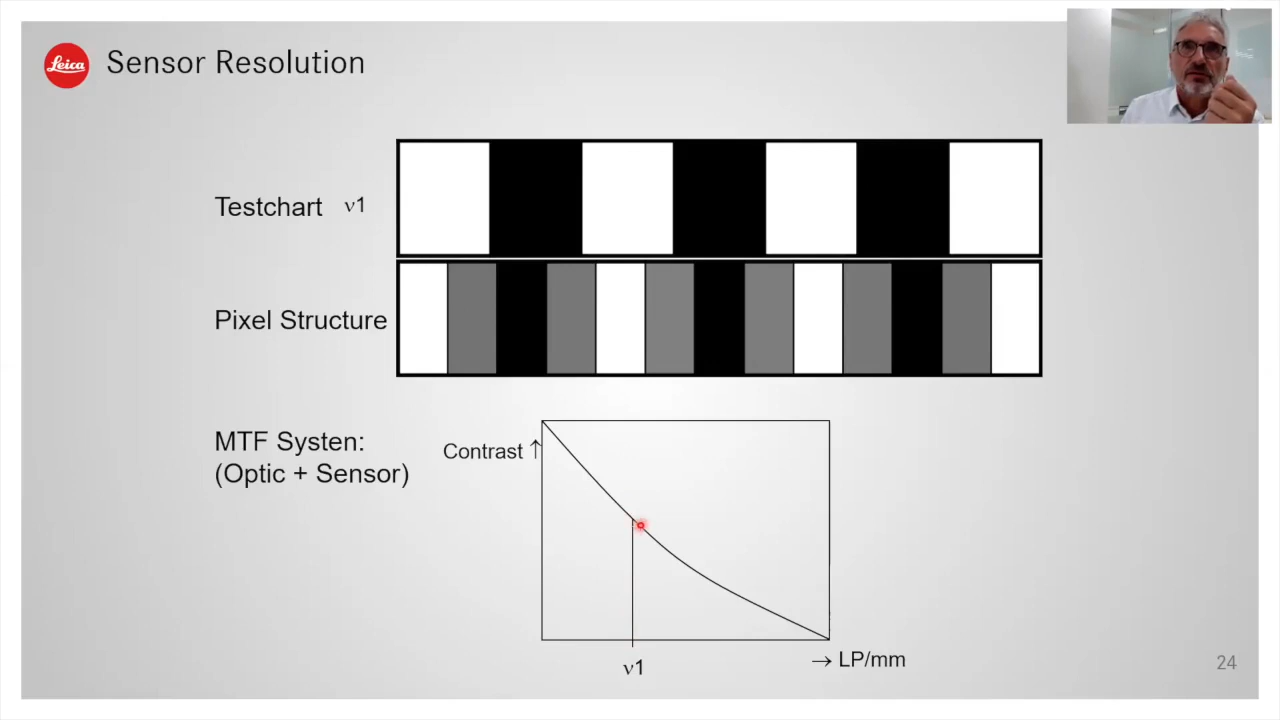 Leica Sensor Resolution
Testchart ν1
Pixel Structure
MTF Systen:
(Optic + Sensor)
Contrast ↑
ν1
→ LP/mm
24